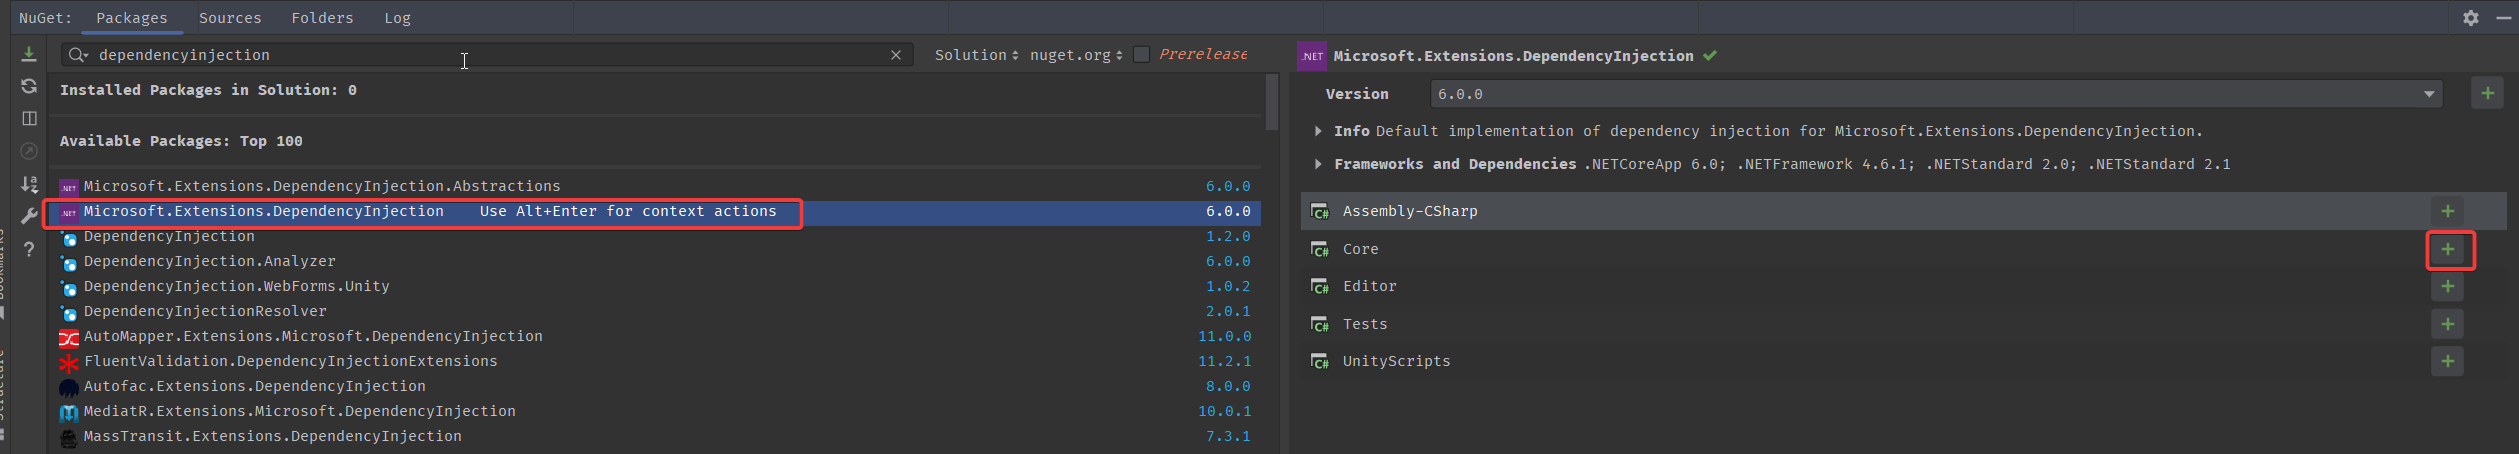 NuGet: Packages Sources Folders Log
dependencyinjection
Solution nuget.org Prerelease
Installed Packages in Solution: 0
Available Packages: Top 100
Microsoft.Extensions.DependencyInjection.Abstractions 6.0.0
Microsoft.Extensions.DependencyInjection Use Alt+Enter for context actions 6.0.0
DependencyInjection 1.2.0
DependencyInjection.Analyzer 6.0.0
DependencyInjection.WebForms.Unity 1.0.2
DependencyInjectionResolver 2.0.1
AutoMapper.Extensions.Microsoft.DependencyInjection 11.0.0
FluentValidation.DependencyInjectionExtensions 11.2.1
Autofac.Extensions.DependencyInjection 8.0.0
MediatR.Extensions.Microsoft.DependencyInjection 10.0.1
MassTransit.Extensions.DependencyInjection 7.3.1
.NET Microsoft.Extensions.DependencyInjection
Version 6.0.0
Info Default implementation of dependency injection for Microsoft.Extensions.DependencyInjection.
Frameworks and Dependencies .NETCoreApp 6.0; .NETFramework 4.6.1; .NETStandard 2.0; .NETStandard 2.1
C# Assembly-CSharp
C# Core
C# Editor
C# Tests
C# UnityScripts